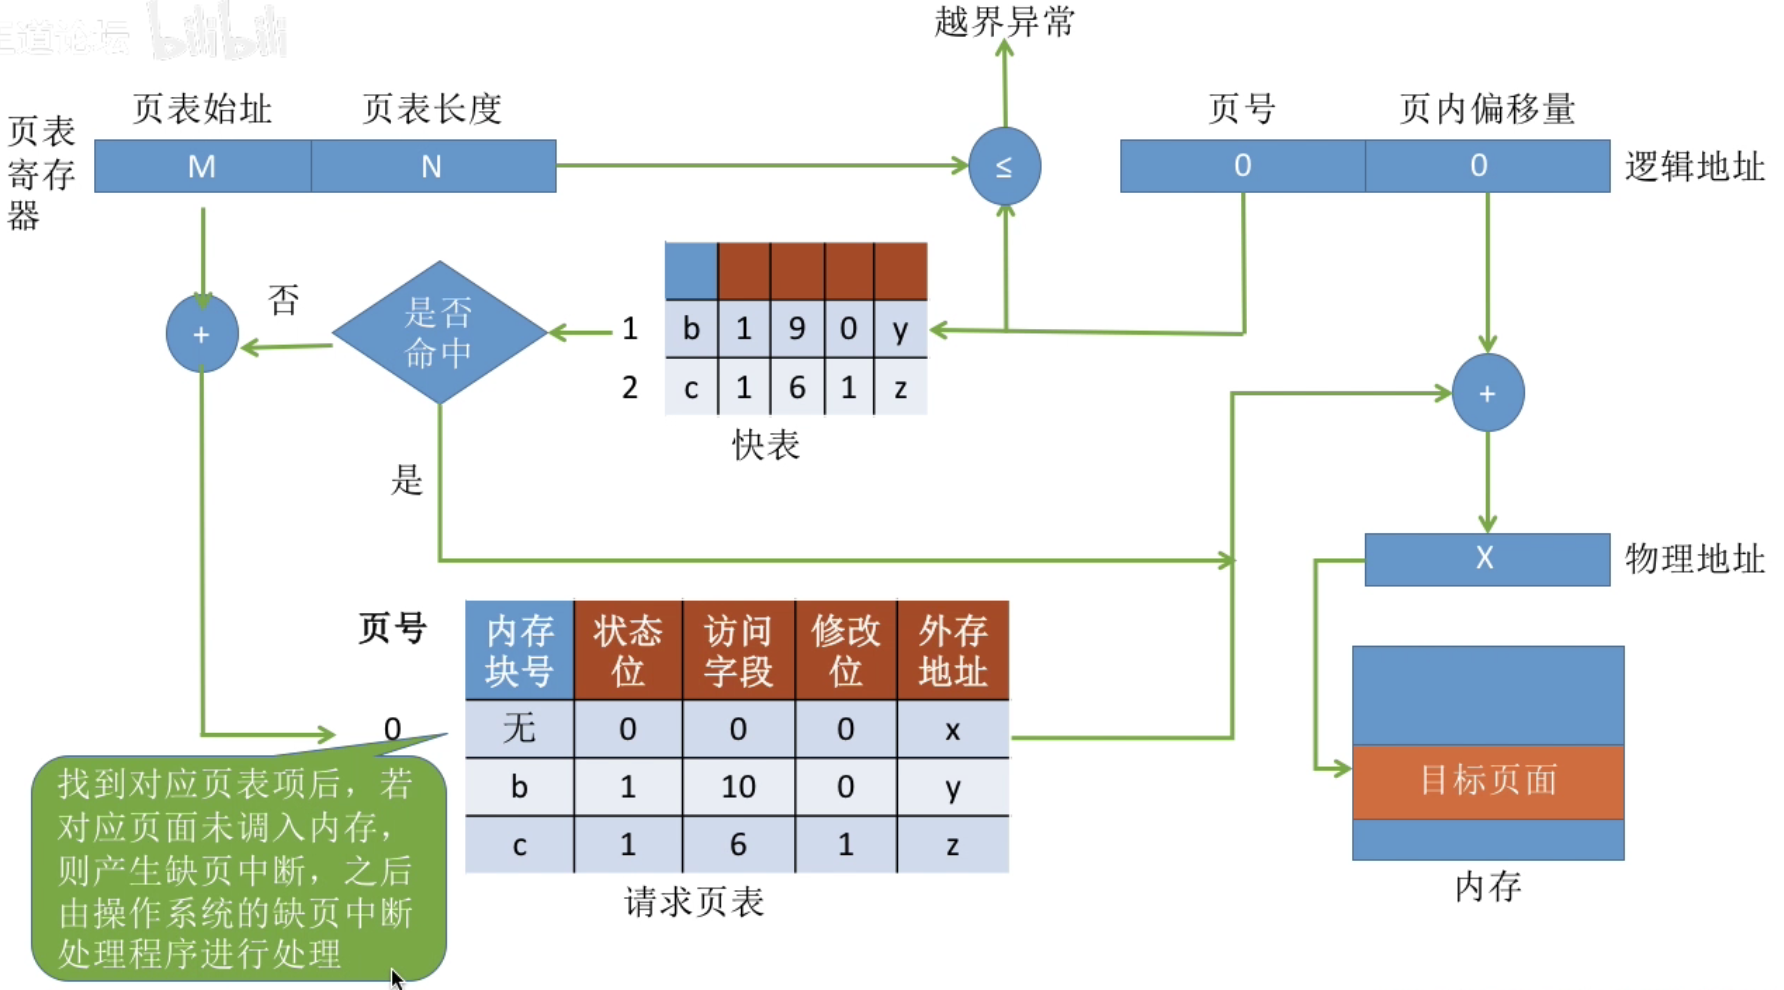 王道论坛 bilibili
越界异常
页表始址 页表长度
页号 页内偏移量
页表
寄存
器
M N
≤
0 0
逻辑地址
否
+
是否
命中
1 b 1 9 0 y
2 c 1 6 1 z
快表
+
是
X
物理地址
页号
内存
块号
状态
位
访问
字段
修改
位
外存
地址
0 无 0 0 0 x
b 1 10 0 y
c 1 6 1 z
请求页表
找到对应页表项后，若
对应页面未调入内存，
则产生缺页中断，之后
由操作系统的缺页中断
处理程序进行处理
目标页面
内存